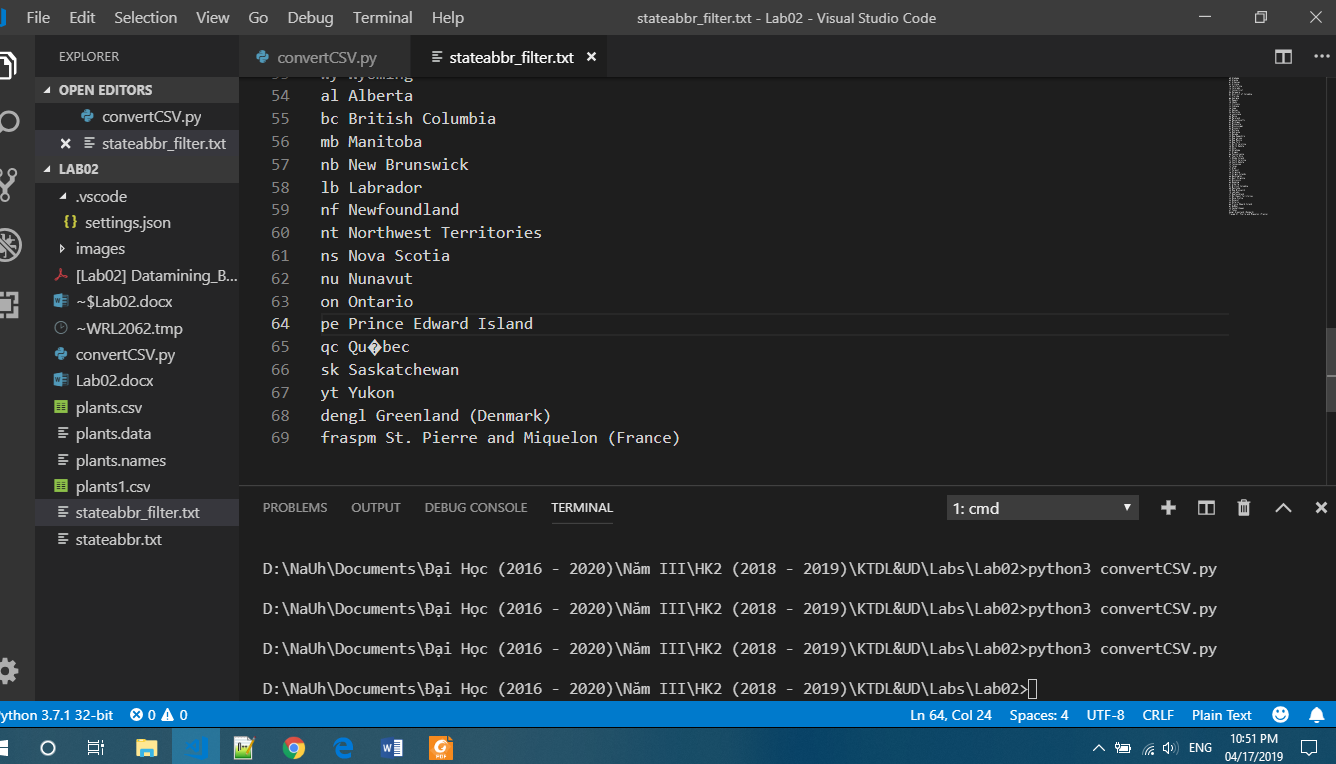 File Edit Selection View Go Debug Terminal Help
stateabbr_filter.txt - Lab02 - Visual Studio Code
EXPLORER
OPEN EDITORS
convertCSV.py
stateabbr_filter.txt
LAB02
.vscode
settings.json
images
[Lab02] Datamining_B...
~$Lab02.docx
~WRL2062.tmp
convertCSV.py
Lab02.docx
plants.csv
plants.data
plants.names
plants1.csv
stateabbr_filter.txt
stateabbr.txt
convertCSV.py stateabbr_filter.txt
53 wy Wyoming
54 al Alberta
55 bc British Columbia
56 mb Manitoba
57 nb New Brunswick
58 lb Labrador
59 nf Newfoundland
60 nt Northwest Territories
61 ns Nova Scotia
62 nu Nunavut
63 on Ontario
64 pe Prince Edward Island
65 qc Qu�bec
66 sk Saskatchewan
67 yt Yukon
68 dengl Greenland (Denmark)
69 fraspm St. Pierre and Miquelon (France)
PROBLEMS OUTPUT DEBUG CONSOLE TERMINAL 1: cmd
D:\NaUh\Documents\Đại Học (2016 - 2020)\Năm III\HK2 (2018 - 2019)\KTDL&UD\Labs\Lab02>python3 convertCSV.py
D:\NaUh\Documents\Đại Học (2016 - 2020)\Năm III\HK2 (2018 - 2019)\KTDL&UD\Labs\Lab02>python3 convertCSV.py
D:\NaUh\Documents\Đại Học (2016 - 2020)\Năm III\HK2 (2018 - 2019)\KTDL&UD\Labs\Lab02>python3 convertCSV.py
D:\NaUh\Documents\Đại Học (2016 - 2020)\Năm III\HK2 (2018 - 2019)\KTDL&UD\Labs\Lab02>
ython 3.7.1 32-bit 0 0 Ln 64, Col 24 Spaces: 4 UTF-8 CRLF Plain Text
ENG 10:51 PM
04/17/2019